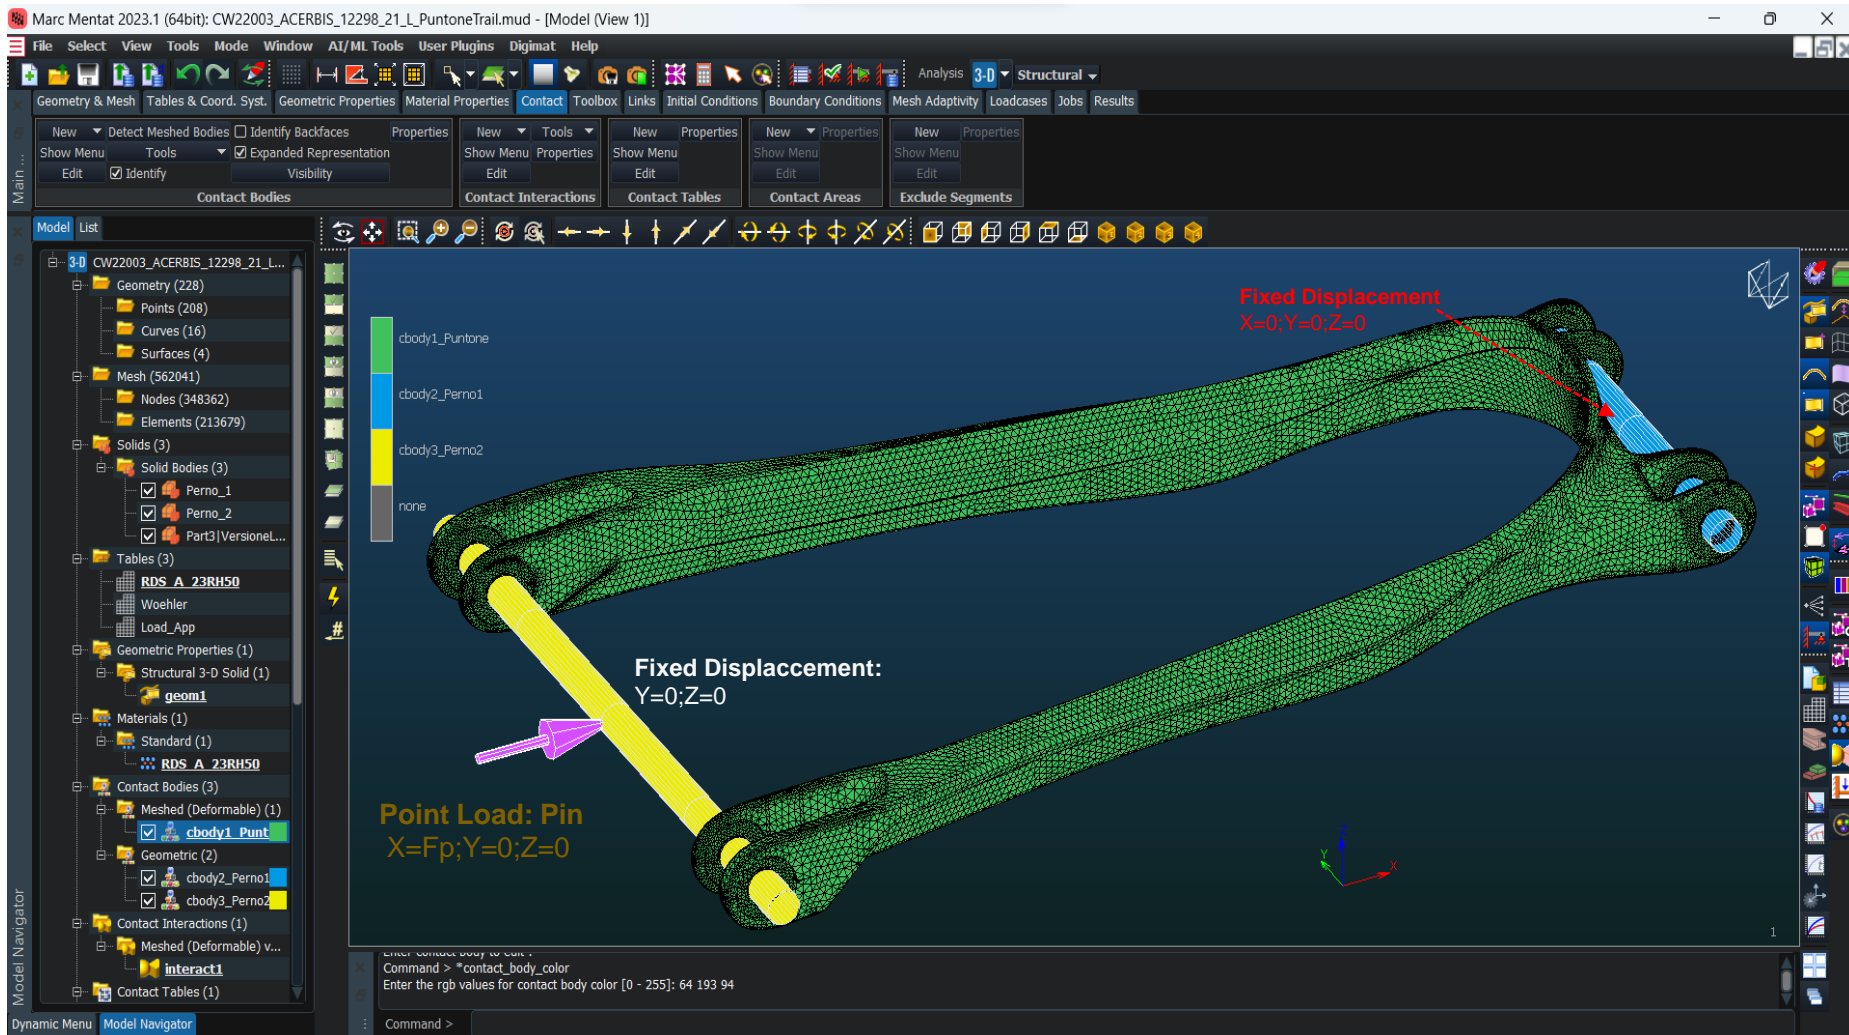 Marc Mentat 2023.1 (64bit): CW22003_ACERBIS_12298_21_L_PuntoneTrail.mud - [Model (View 1)]
File Select View Tools Mode Window AI/ML Tools User Plugins Digimat Help
Analysis 3-D Structural
Geometry & Mesh Tables & Coord. Syst. Geometric Properties Material Properties Contact Toolbox Links Initial Conditions Boundary Conditions Mesh Adaptivity Loadcases Jobs Results
New Detect Meshed Bodies Identify Backfaces Properties New Tools New Properties New Properties New Properties
Show Menu Tools Expanded Representation Show Menu Properties Show Menu Show Menu Show Menu
Edit Identify Visibility Edit Edit Edit Edit
Contact Bodies Contact Interactions Contact Tables Contact Areas Exclude Segments
Main ...
Model List
3-D CW22003_ACERBIS_12298_21_L...
Geometry (228)
Points (208)
Curves (16)
Surfaces (4)
Mesh (562041)
Nodes (348362)
Elements (213679)
Solids (3)
Solid Bodies (3)
Perno_1
Perno_2
Part3|VersioneL...
Tables (3)
RDS_A_23RH50
Woehler
Load_App
Geometric Properties (1)
Structural 3-D Solid (1)
geom1
Materials (1)
Standard (1)
RDS_A_23RH50
Contact Bodies (3)
Meshed (Deformable) (1)
cbody1_Punt
Geometric (2)
cbody2_Perno1
cbody3_Perno2
Contact Interactions (1)
Meshed (Deformable) v...
interact1
Contact Tables (1)
Model Navigator
Dynamic Menu Model Navigator
cbody1_Puntone
cbody2_Perno1
cbody3_Perno2
none
Fixed Displacement
X=0;Y=0;Z=0
Fixed Displaccement:
Y=0;Z=0
Point Load: Pin
X=Fp;Y=0;Z=0
Z
Y
X
1
Enter contact body to edit :
Command > *contact_body_color
Enter the rgb values for contact body color [0 - 255]: 64 193 94
Command >